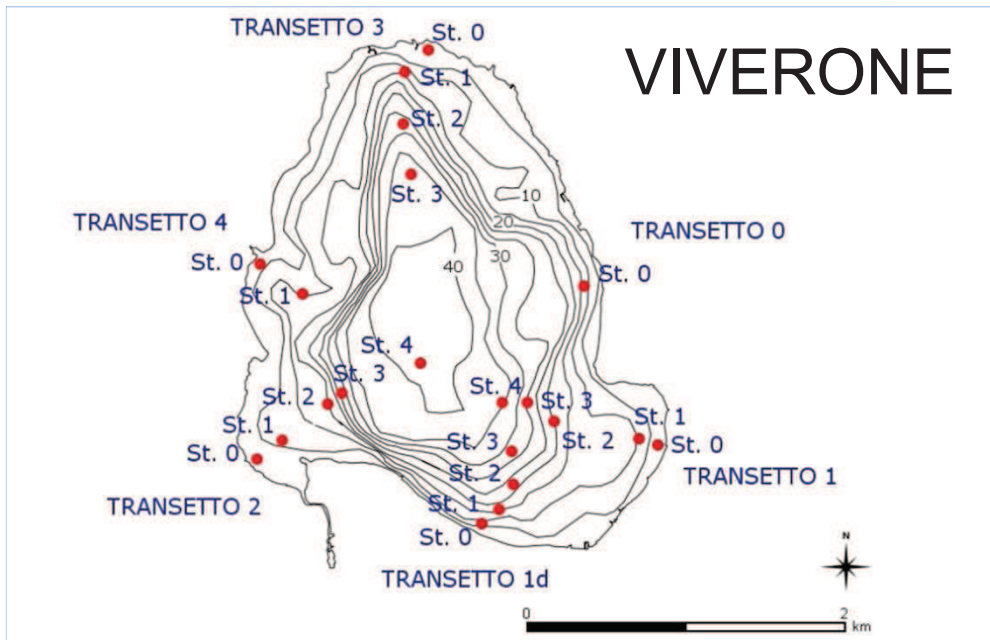 TRANSETTO 3
St. 0
VIVERONE
St. 1
St. 2
St. 3
10
20
TRANSETTO 4
TRANSETTO 0
St. 0
30
40
St. 0
St. 1
St. 4
St. 3
St. 2
St. 4
St. 3
St. 1
St. 1
St. 2
St. 0
St. 3
St. 0
St. 2
TRANSETTO 1
TRANSETTO 2
St. 1
St. 0
TRANSETTO 1d
N
0
2
km